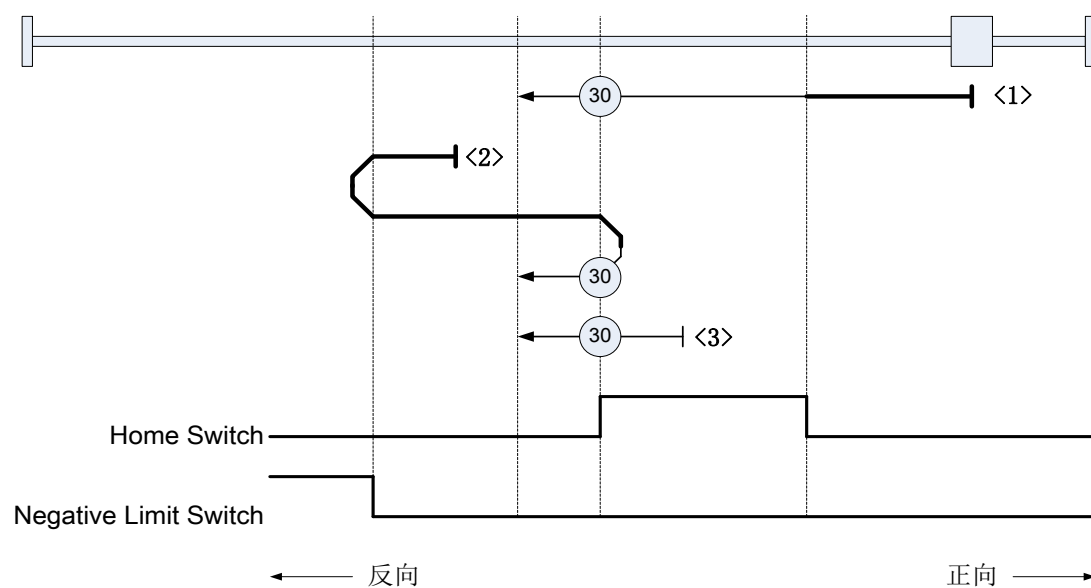 30
<1>
<2>
30
30
<3>
Home Switch
Negative Limit Switch
反向
正向